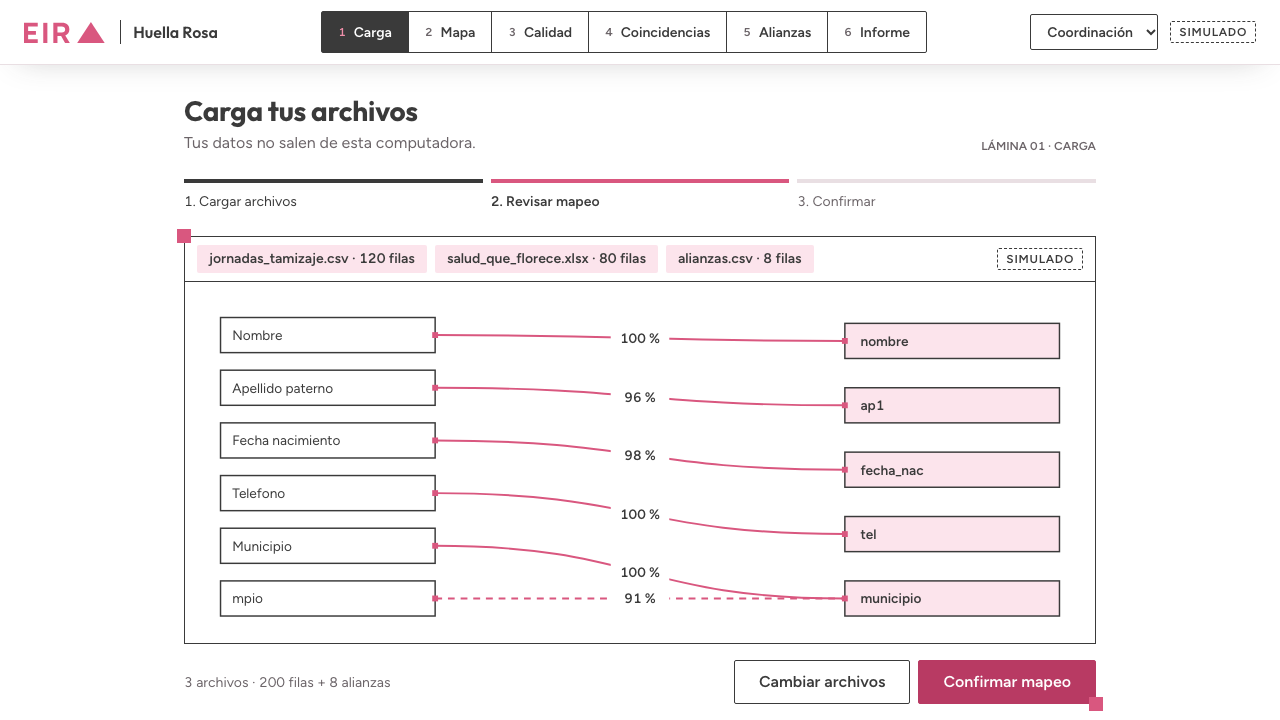 EIR
Huella Rosa
1 Carga
2 Mapa
3 Calidad
4 Coincidencias
5 Alianzas
6 Informe
Coordinación
SIMULADO
Carga tus archivos
Tus datos no salen de esta computadora.
LÁMINA 01 · CARGA
1. Cargar archivos
2. Revisar mapeo
3. Confirmar
jornadas_tamizaje.csv · 120 filas
salud_que_florece.xlsx · 80 filas
alianzas.csv · 8 filas
SIMULADO
Nombre
100 %
nombre
Apellido paterno
96 %
ap1
Fecha nacimiento
98 %
fecha_nac
Telefono
100 %
tel
Municipio
100 %
mpio
91 %
municipio
3 archivos · 200 filas + 8 alianzas
Cambiar archivos
Confirmar mapeo